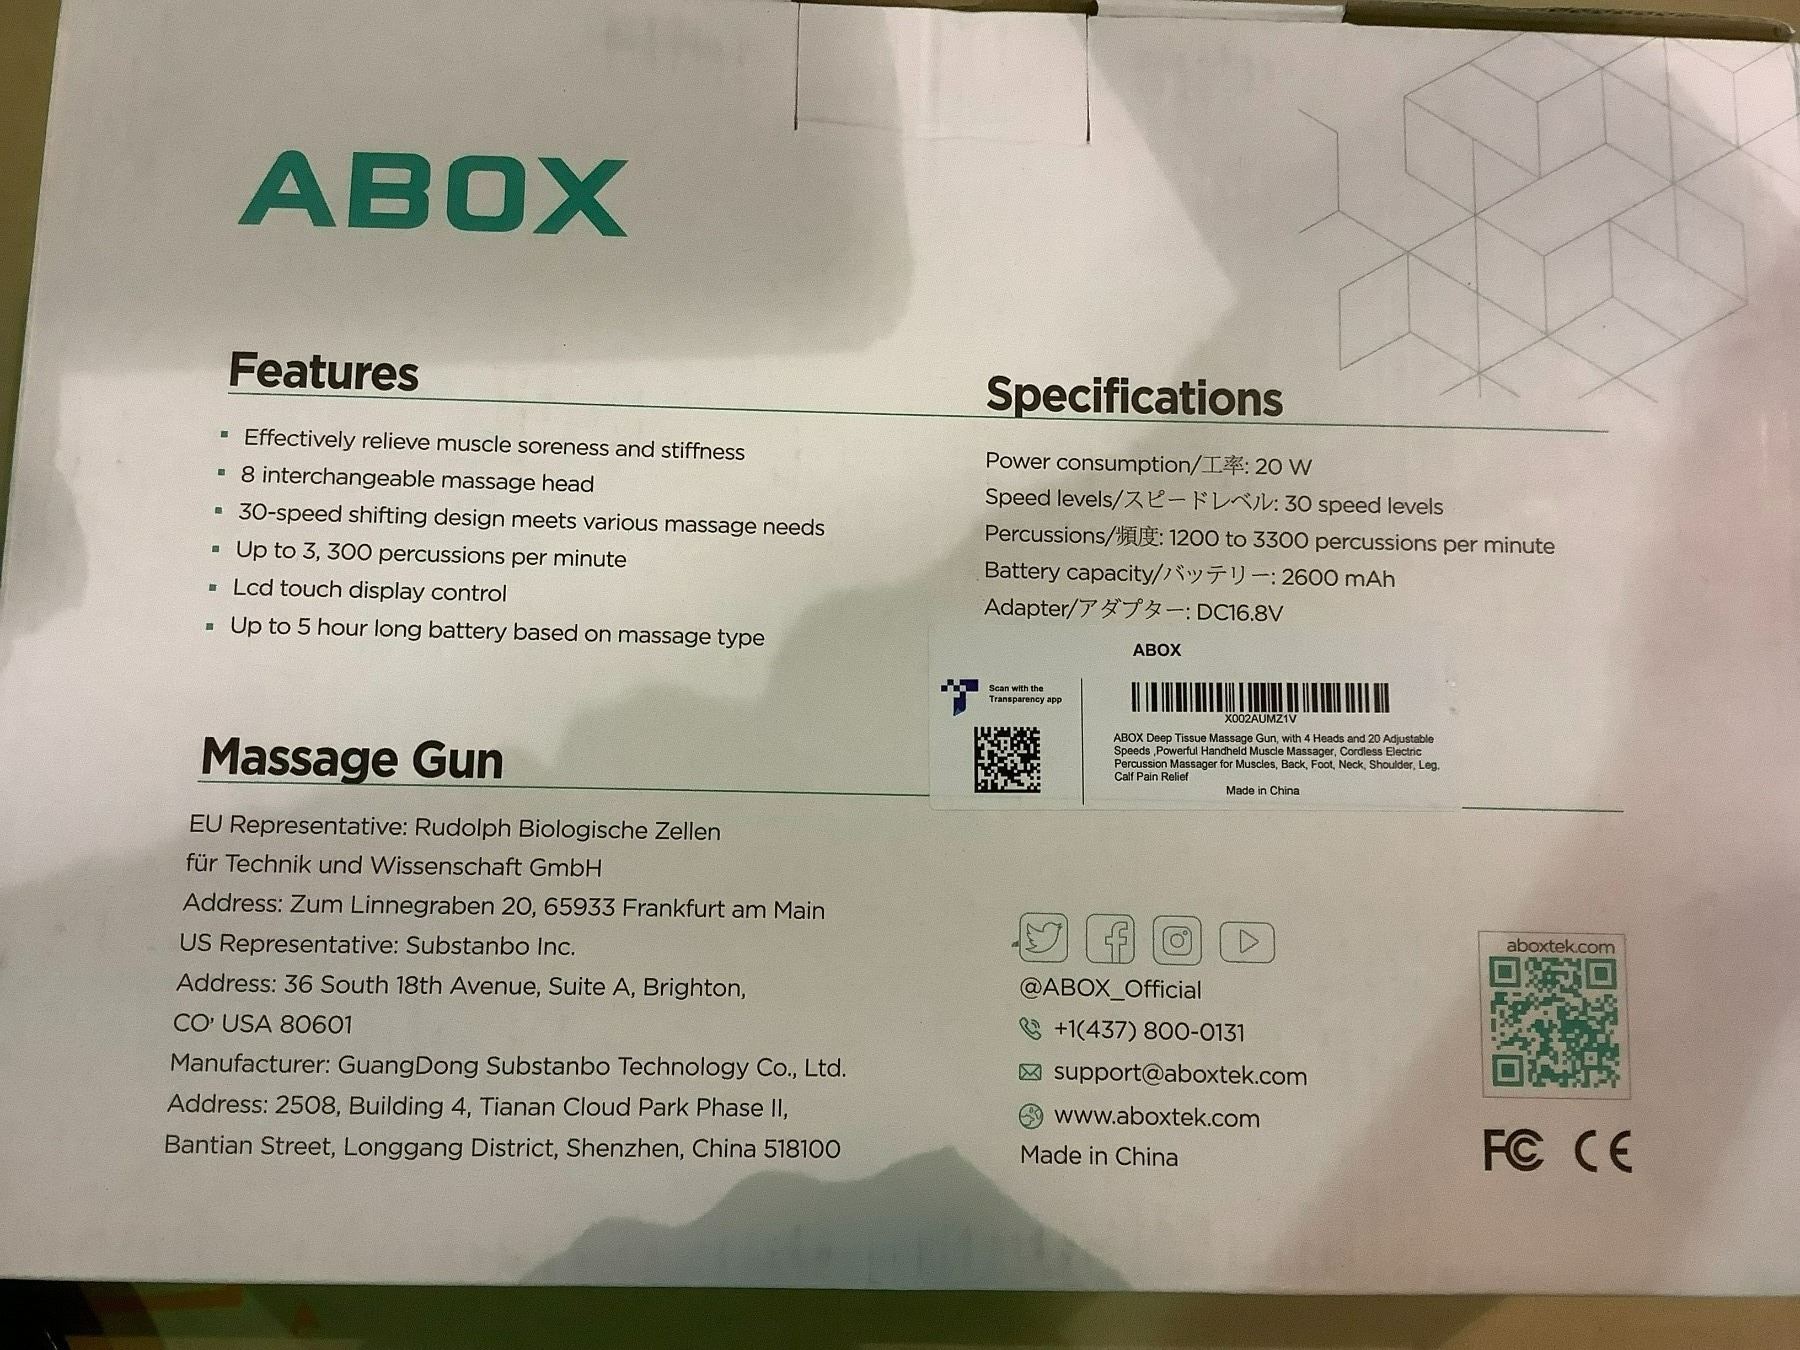 ABOX
Features
▪ Effectively relieve muscle soreness and stiffness
▪ 8 interchangeable massage head
▪ 30-speed shifting design meets various massage needs
▪ Up to 3, 300 percussions per minute
▪ Lcd touch display control
▪ Up to 5 hour long battery based on massage type
Specifications
Power consumption/工率: 20 W
Speed levels/スピードレベル: 30 speed levels
Percussions/頻度: 1200 to 3300 percussions per minute
Battery capacity/バッテリー: 2600 mAh
Adapter/アダプター: DC16.8V
ABOX
Scan with the
Transparency app
X002AUMZ1V
ABOX Deep Tissue Massage Gun, with 4 Heads and 20 Adjustable
Speeds ,Powerful Handheld Muscle Massager, Cordless Electric
Percussion Massager for Muscles, Back, Foot, Neck, Shoulder, Leg,
Calf Pain Relief
Made in China
Massage Gun
EU Representative: Rudolph Biologische Zellen
für Technik und Wissenschaft GmbH
Address: Zum Linnegraben 20, 65933 Frankfurt am Main
US Representative: Substanbo Inc.
Address: 36 South 18th Avenue, Suite A, Brighton,
CO’ USA 80601
Manufacturer: GuangDong Substanbo Technology Co., Ltd.
Address: 2508, Building 4, Tianan Cloud Park Phase II,
Bantian Street, Longgang District, Shenzhen, China 518100
@ABOX_Official
+1(437) 800-0131
support@aboxtek.com
www.aboxtek.com
Made in China
aboxtek.com
FC CE